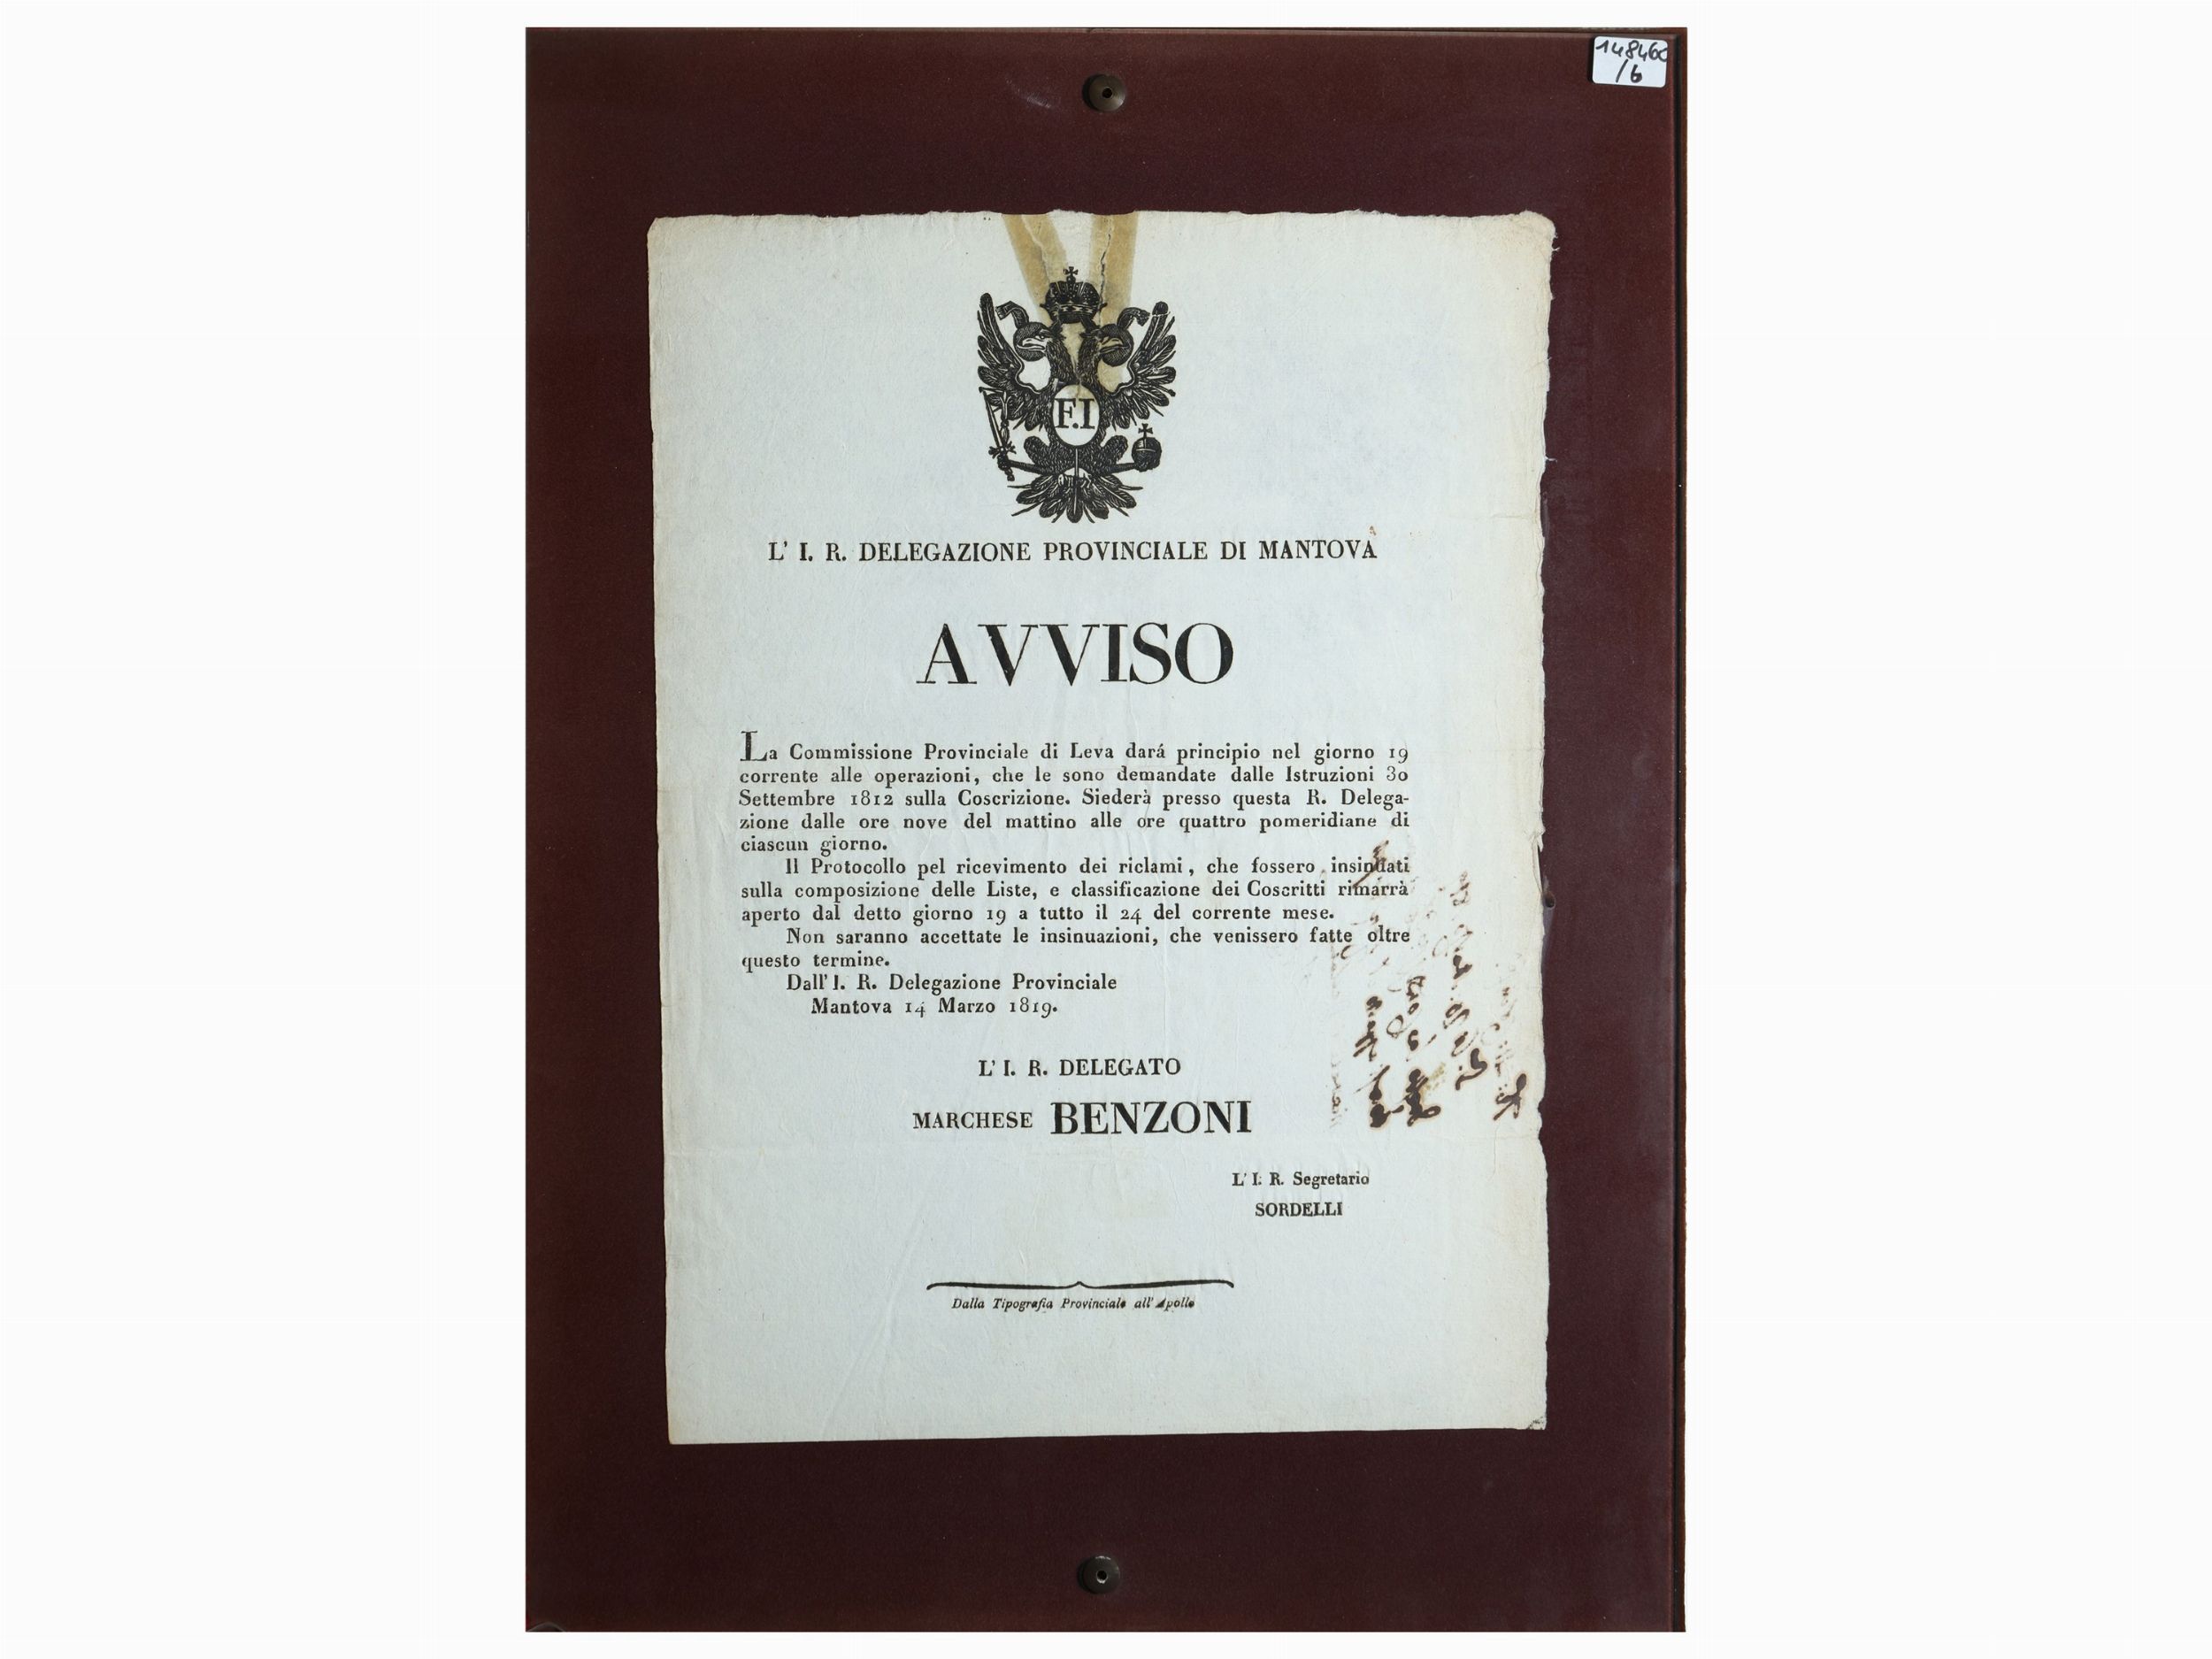 148460
/6
F.I
L' I. R. DELEGAZIONE PROVINCIALE DI MANTOVA
AVVISO
La Commissione Provinciale di Leva dará principio nel giorno 19
corrente alle operazioni, che le sono demandate dalle Istruzioni 30
Settembre 1812 sulla Coscrizione. Siederà presso questa R. Delega-
zione dalle ore nove del mattino alle ore quattro pomeridiane di
ciascun giorno.
Il Protocollo pel ricevimento dei riclami, che fossero insinuati
sulla composizione delle Liste, e classificazione dei Coscritti rimarrà
aperto dal detto giorno 19 a tutto il 24 del corrente mese.
Non saranno accettate le insinuazioni, che venissero fatte oltre
questo termine.
Dall' I. R. Delegazione Provinciale
Mantova 14 Marzo 1819.
L' I. R. DELEGATO
MARCHESE BENZONI
L' I. R. Segretario
SORDELLI
Dalla Tipografia Provinciale all' Apollo